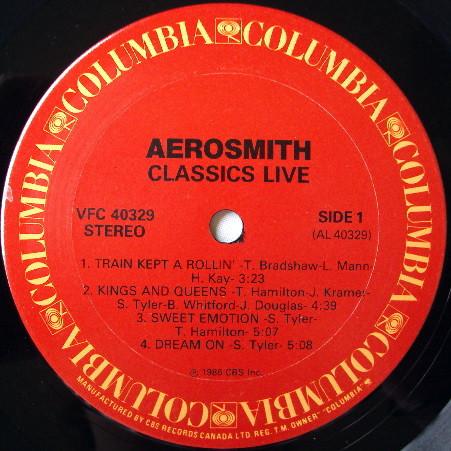 COLUMBIA COLUMBIA COLUMBIA COLUMBIA COLUMBIA COLUMBIA COLUMBIA
AEROSMITH
CLASSICS LIVE
VFC 40329
STEREO
SIDE 1
(AL 40329)
1. TRAIN KEPT A ROLLIN' -T. Bradshaw-L. Mann-
H. Kay- 3:23
2. KINGS AND QUEENS -T. Hamilton-J. Kramer-
S. Tyler-B. Whitford-J. Douglas- 4:39
3. SWEET EMOTION -S. Tyler-
T. Hamilton- 5:07
4. DREAM ON -S. Tyler- 5:08
℗ 1986 CBS Inc.
MANUFACTURED BY CBS RECORDS CANADA LTD. REG. T.M. OWNER "COLUMBIA"